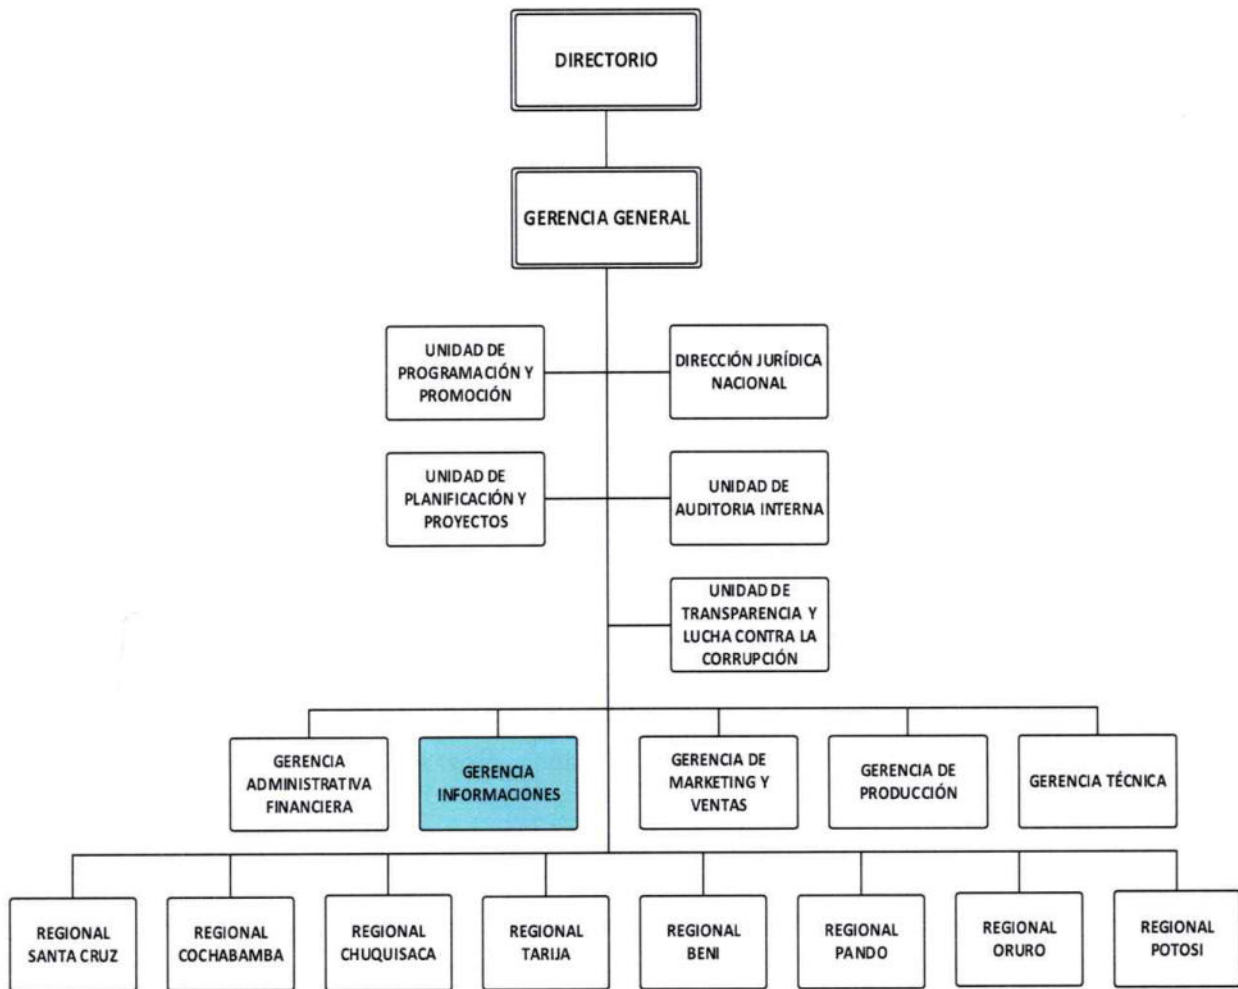 DIRECTORIO
GERENCIA GENERAL
UNIDAD DE
PROGRAMACIÓN Y
PROMOCIÓN
DIRECCIÓN JURÍDICA
NACIONAL
UNIDAD DE
PLANIFICACIÓN Y
PROYECTOS
UNIDAD DE
AUDITORIA INTERNA
UNIDAD DE
TRANSPARENCIA Y
LUCHA CONTRA LA
CORRUPCIÓN
GERENCIA
ADMINISTRATIVA
FINANCIERA
GERENCIA
INFORMACIONES
GERENCIA DE
MARKETING Y
VENTAS
GERENCIA DE
PRODUCCIÓN
GERENCIA TÉCNICA
REGIONAL
SANTA CRUZ
REGIONAL
COCHABAMBA
REGIONAL
CHUQUISACA
REGIONAL
TARIJA
REGIONAL
BENI
REGIONAL
PANDO
REGIONAL
ORURO
REGIONAL
POTOSI